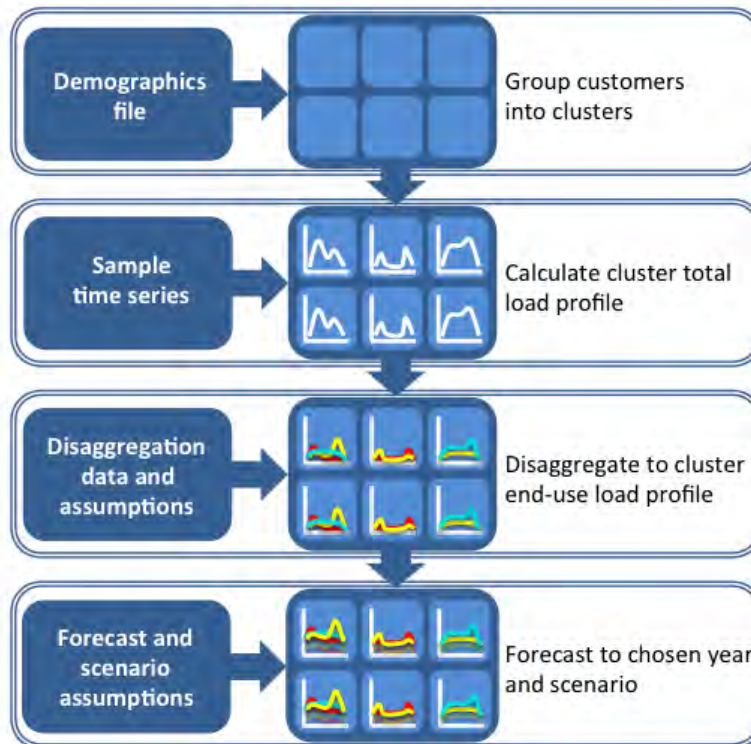 Demographics
file
Group customers
into clusters
Sample
time series
Calculate cluster total
load profile
Disaggregation
data and
assumptions
Disaggregate to cluster
end-use load profile
Forecast and
scenario
assumptions
Forecast to chosen year
and scenario